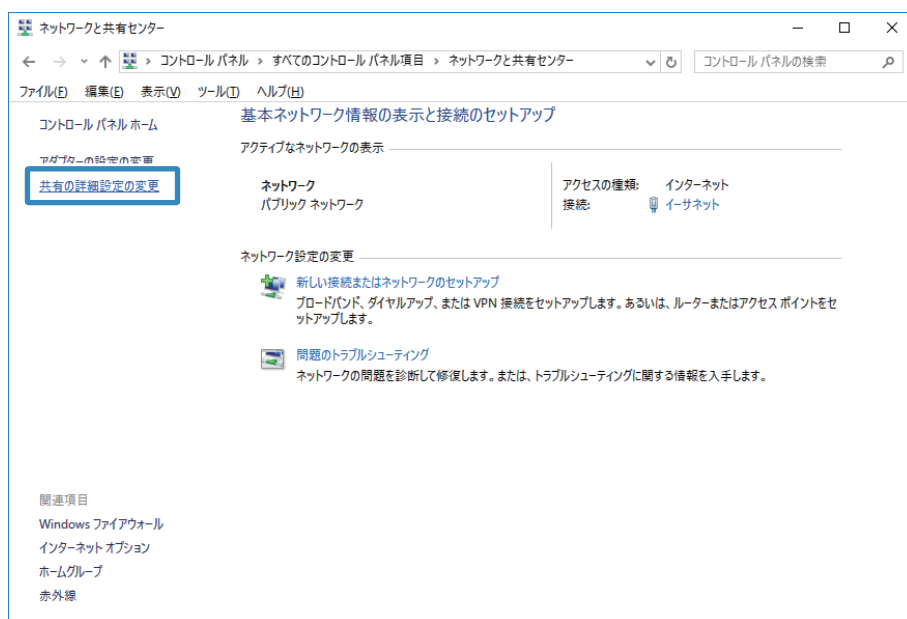 ネットワークと共有センター
コントロール パネル › すべてのコントロール パネル項目 › ネットワークと共有センター
コントロール パネルの検索
ファイル(F) 編集(E) 表示(V) ツール(T) ヘルプ(H)
コントロール パネル ホーム
アダプターの設定の変更
共有の詳細設定の変更
基本ネットワーク情報の表示と接続のセットアップ
アクティブなネットワークの表示
ネットワーク
パブリック ネットワーク
アクセスの種類: インターネット
接続: イーサネット
ネットワーク設定の変更
新しい接続またはネットワークのセットアップ
ブロードバンド、ダイヤルアップ、または VPN 接続をセットアップします。あるいは、ルーターまたはアクセス ポイントをセ
ットアップします。
問題のトラブルシューティング
ネットワークの問題を診断して修復します。または、トラブルシューティングに関する情報を入手します。
関連項目
Windows ファイアウォール
インターネット オプション
ホームグループ
赤外線